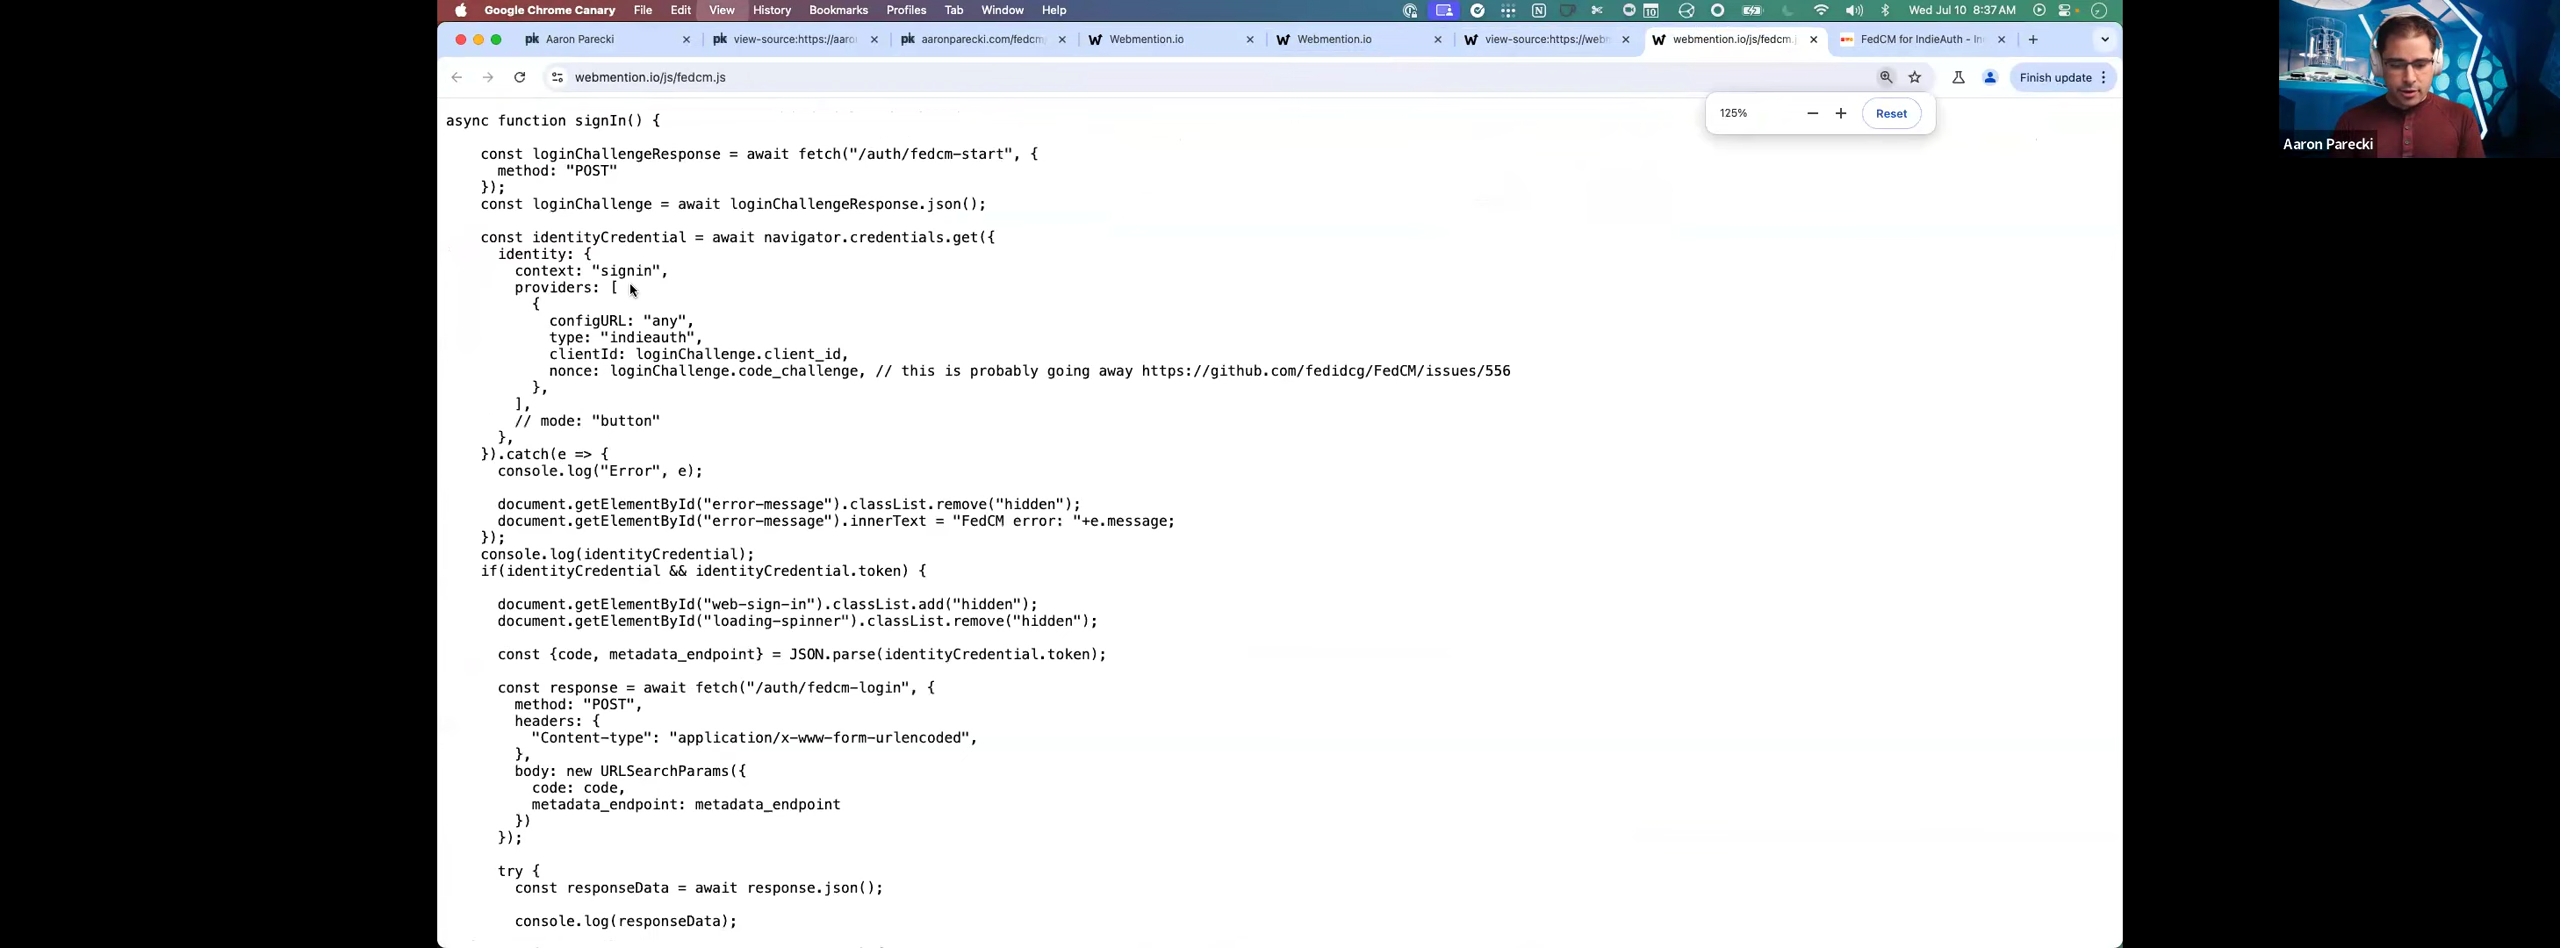 Google Chrome Canary File Edit View History Bookmarks Profiles Tab Window Help Wed Jul 10 8:37 AM
pk Aaron Parecki
pk view-source:https://aaro
pk aaronparecki.com/fedcm/
Webmention.io
Webmention.io
view-source:https://webm
webmention.io/js/fedcm.j
FedCM for IndieAuth - In
webmention.io/js/fedcm.js
Finish update
125%
Reset
Aaron Parecki
async function signIn() {
const loginChallengeResponse = await fetch("/auth/fedcm-start", {
method: "POST"
});
const loginChallenge = await loginChallengeResponse.json();
const identityCredential = await navigator.credentials.get({
identity: {
context: "signin",
providers: [
{
configURL: "any",
type: "indieauth",
clientId: loginChallenge.client_id,
nonce: loginChallenge.code_challenge, // this is probably going away https://github.com/fedidcg/FedCM/issues/556
},
],
// mode: "button"
},
}).catch(e => {
console.log("Error", e);
document.getElementById("error-message").classList.remove("hidden");
document.getElementById("error-message").innerText = "FedCM error: "+e.message;
});
console.log(identityCredential);
if(identityCredential && identityCredential.token) {
document.getElementById("web-sign-in").classList.add("hidden");
document.getElementById("loading-spinner").classList.remove("hidden");
const {code, metadata_endpoint} = JSON.parse(identityCredential.token);
const response = await fetch("/auth/fedcm-login", {
method: "POST",
headers: {
"Content-type": "application/x-www-form-urlencoded",
},
body: new URLSearchParams({
code: code,
metadata_endpoint: metadata_endpoint
})
});
try {
const responseData = await response.json();
console.log(responseData);